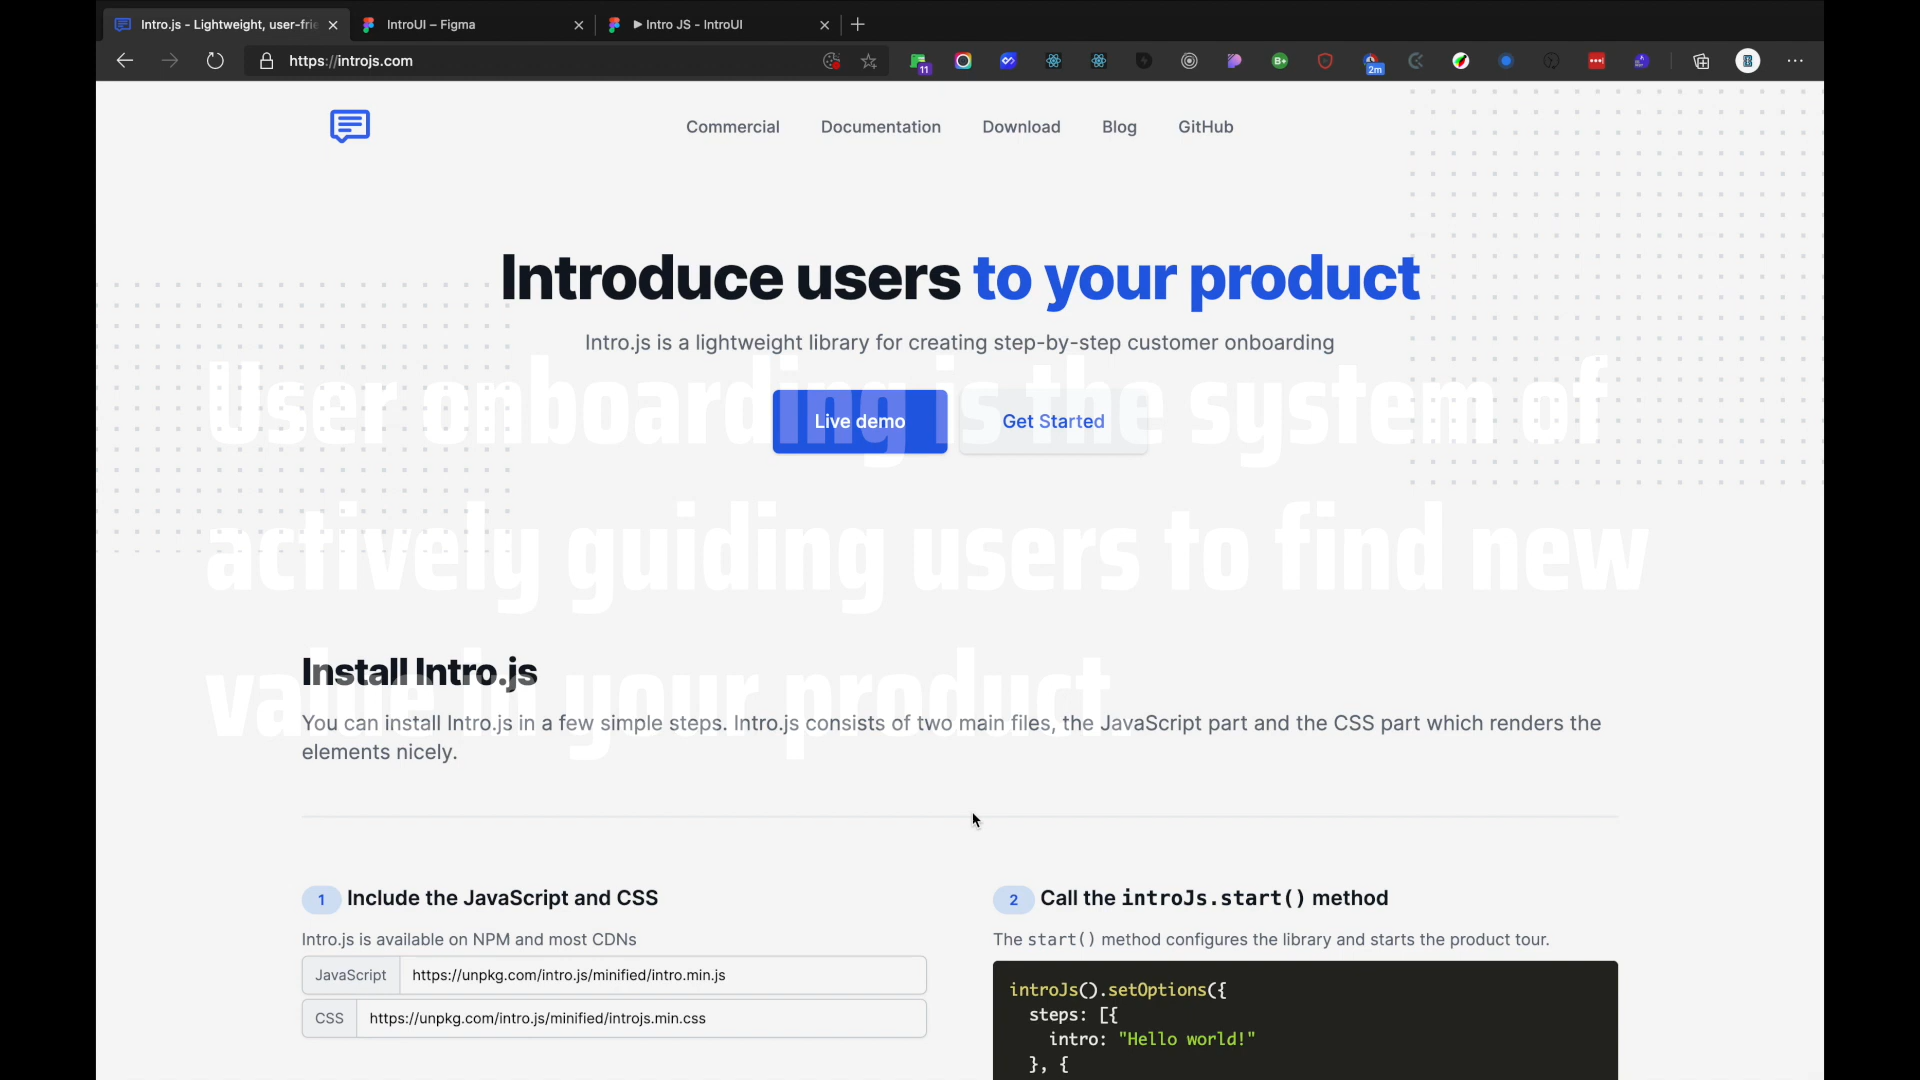 Intro.js - Lightweight, user-frie
IntroUI – Figma
Intro JS - IntroUI
https://introjs.com
11
B+
2m
Commercial
Documentation
Download
Blog
GitHub
Introduce users to your product
Intro.js is a lightweight library for creating step-by-step customer onboarding
Live demo
Get Started
User onboarding is the system of
actively guiding users to find new
value in your product.
Install Intro.js
You can install Intro.js in a few simple steps. Intro.js consists of two main files, the JavaScript part and the CSS part which renders the
elements nicely.
1 Include the JavaScript and CSS
Intro.js is available on NPM and most CDNs
JavaScript https://unpkg.com/intro.js/minified/intro.min.js
CSS https://unpkg.com/intro.js/minified/introjs.min.css
2 Call the introJs.start() method
The start() method configures the library and starts the product tour.
introJs().setOptions({
steps: [{
intro: "Hello world!"
}, {